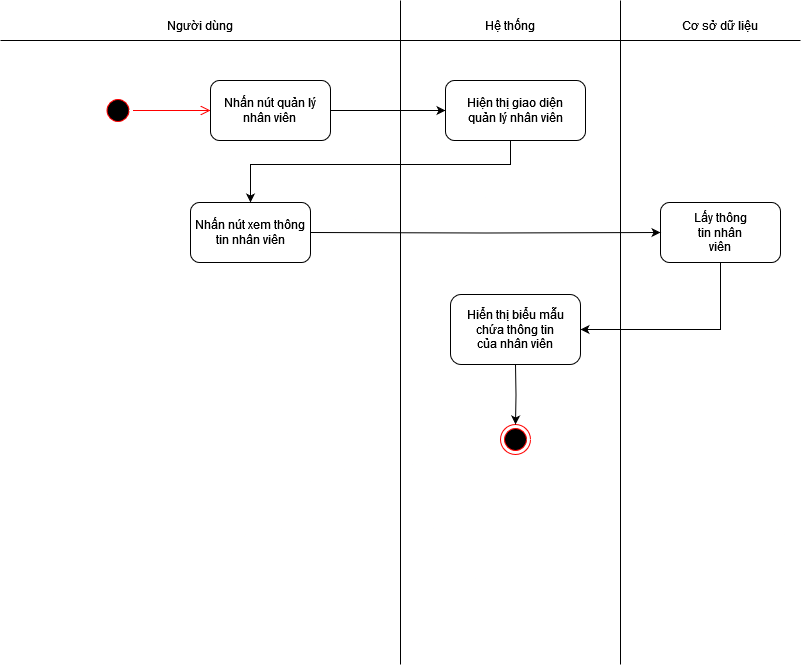 Người dùng
Hệ thống
Cơ sở dữ liệu
Nhấn nút quản lý
nhân viên
Hiện thị giao diện
quản lý nhân viên
Nhấn nút xem thông
tin nhân viên
Lấy thông
tin nhân
viên
Hiển thị biểu mẫu
chứa thông tin
của nhân viên